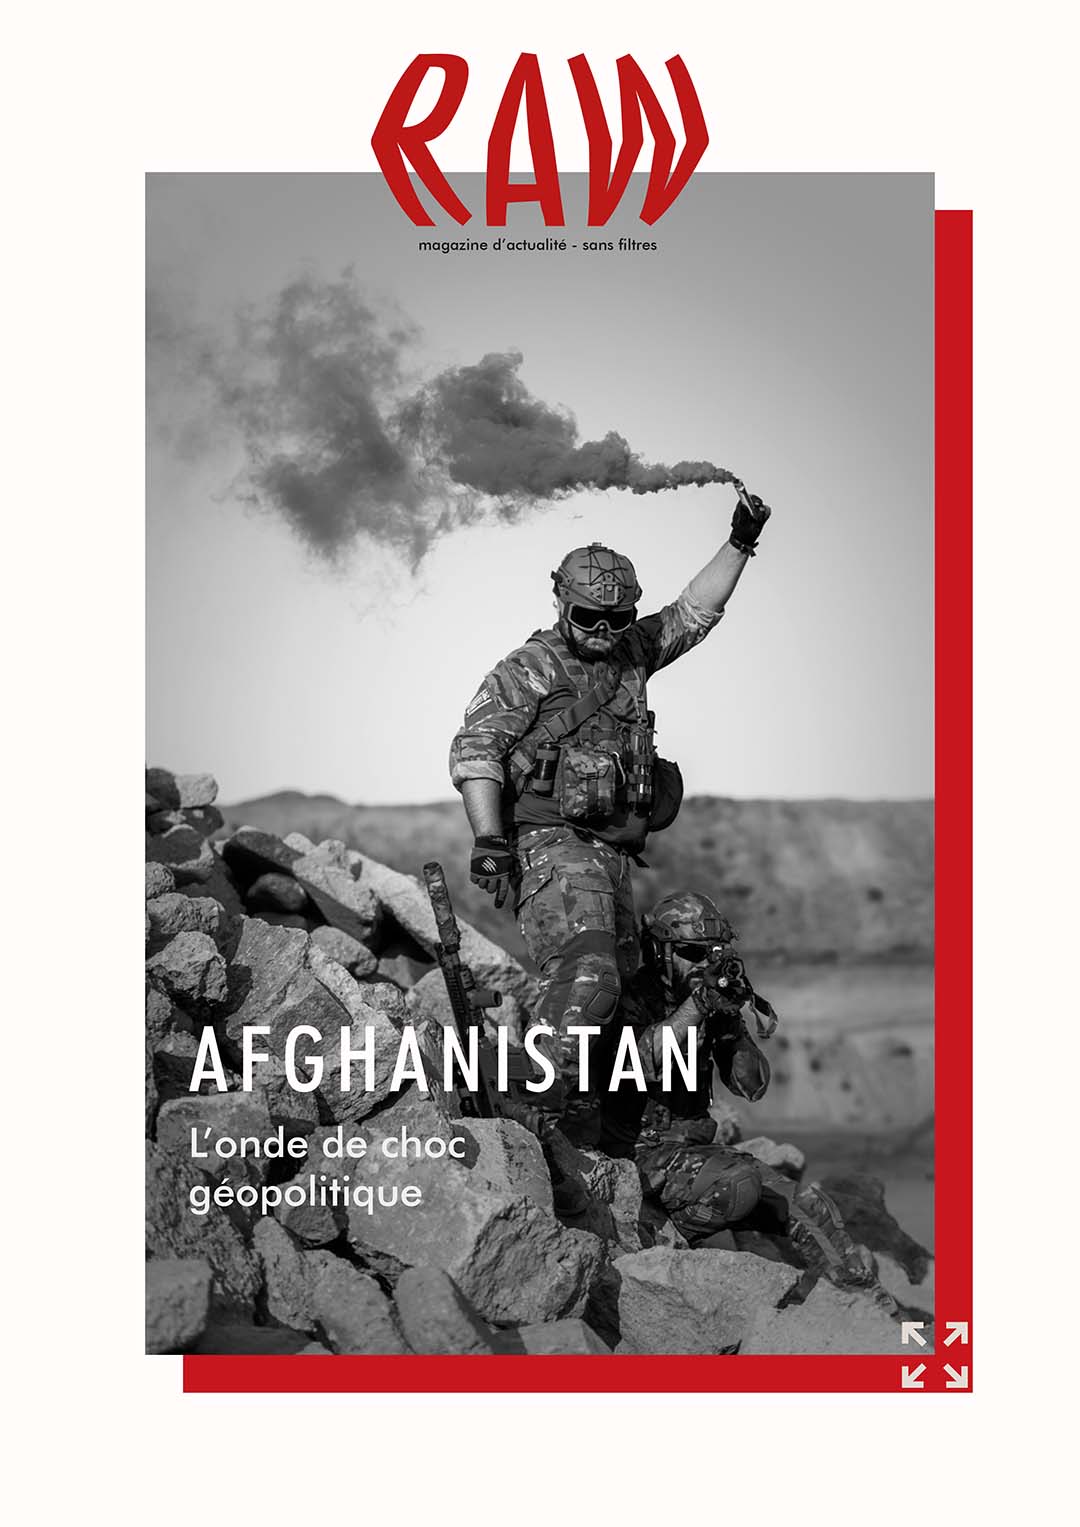 RAW
magazine d'actualité - sans filtres
AFGHANISTAN
L'onde de choc
géopolitique